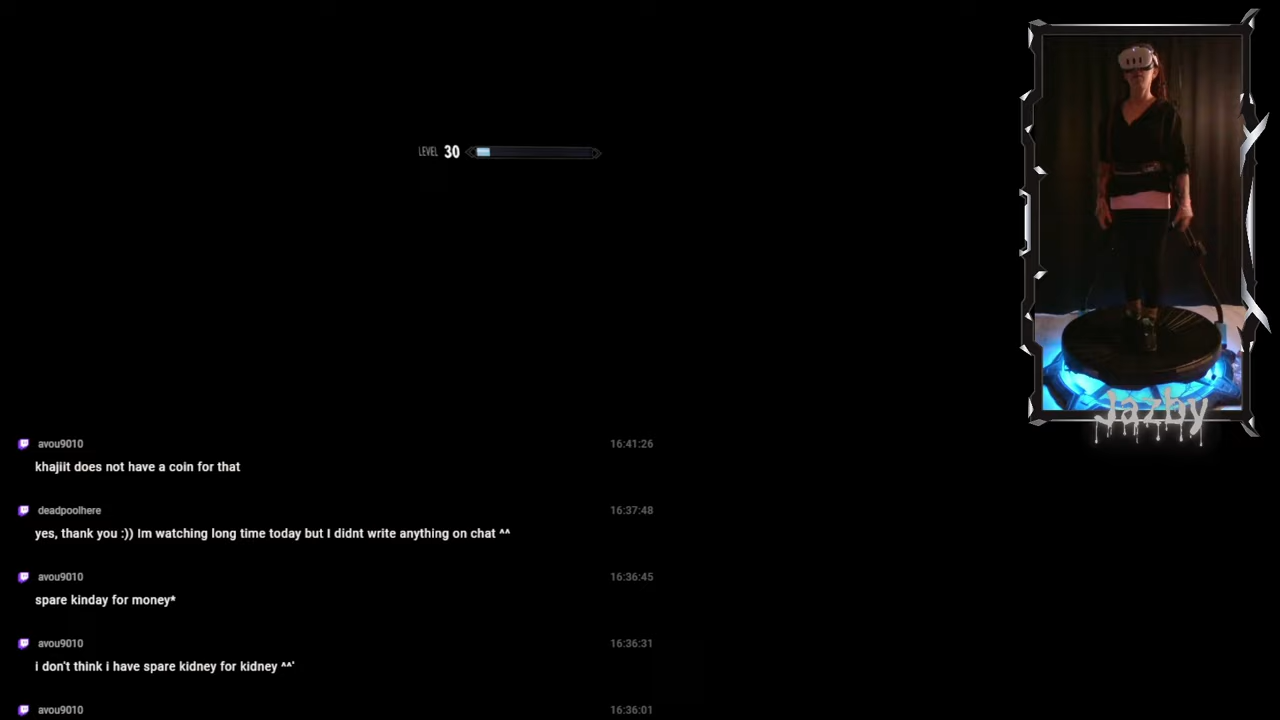 LEVEL 30
Jazby
avou9010 16:41:26
khajiit does not have a coin for that
deadpoolhere 16:37:48
yes, thank you :)) Im watching long time today but I didnt write anything on chat ^^
avou9010 16:36:45
spare kinday for money*
avou9010 16:36:31
i don't think i have spare kidney for kidney ^^'
avou9010 16:36:01